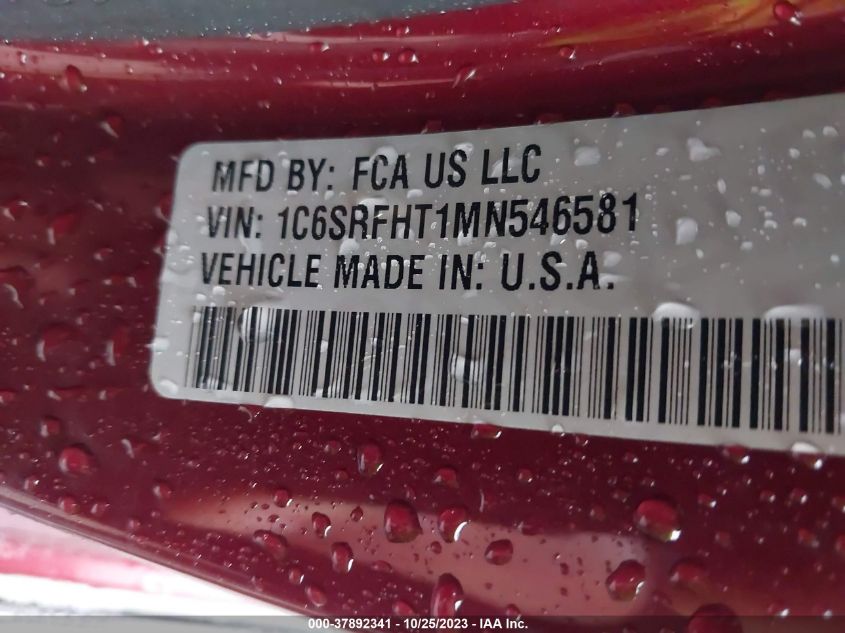 MFD BY: FCA US LLC
VIN: 1C6SRFHT1MN546581
VEHICLE MADE IN: U.S.A.
000-37892341 - 10/25/2023 - IAA Inc.